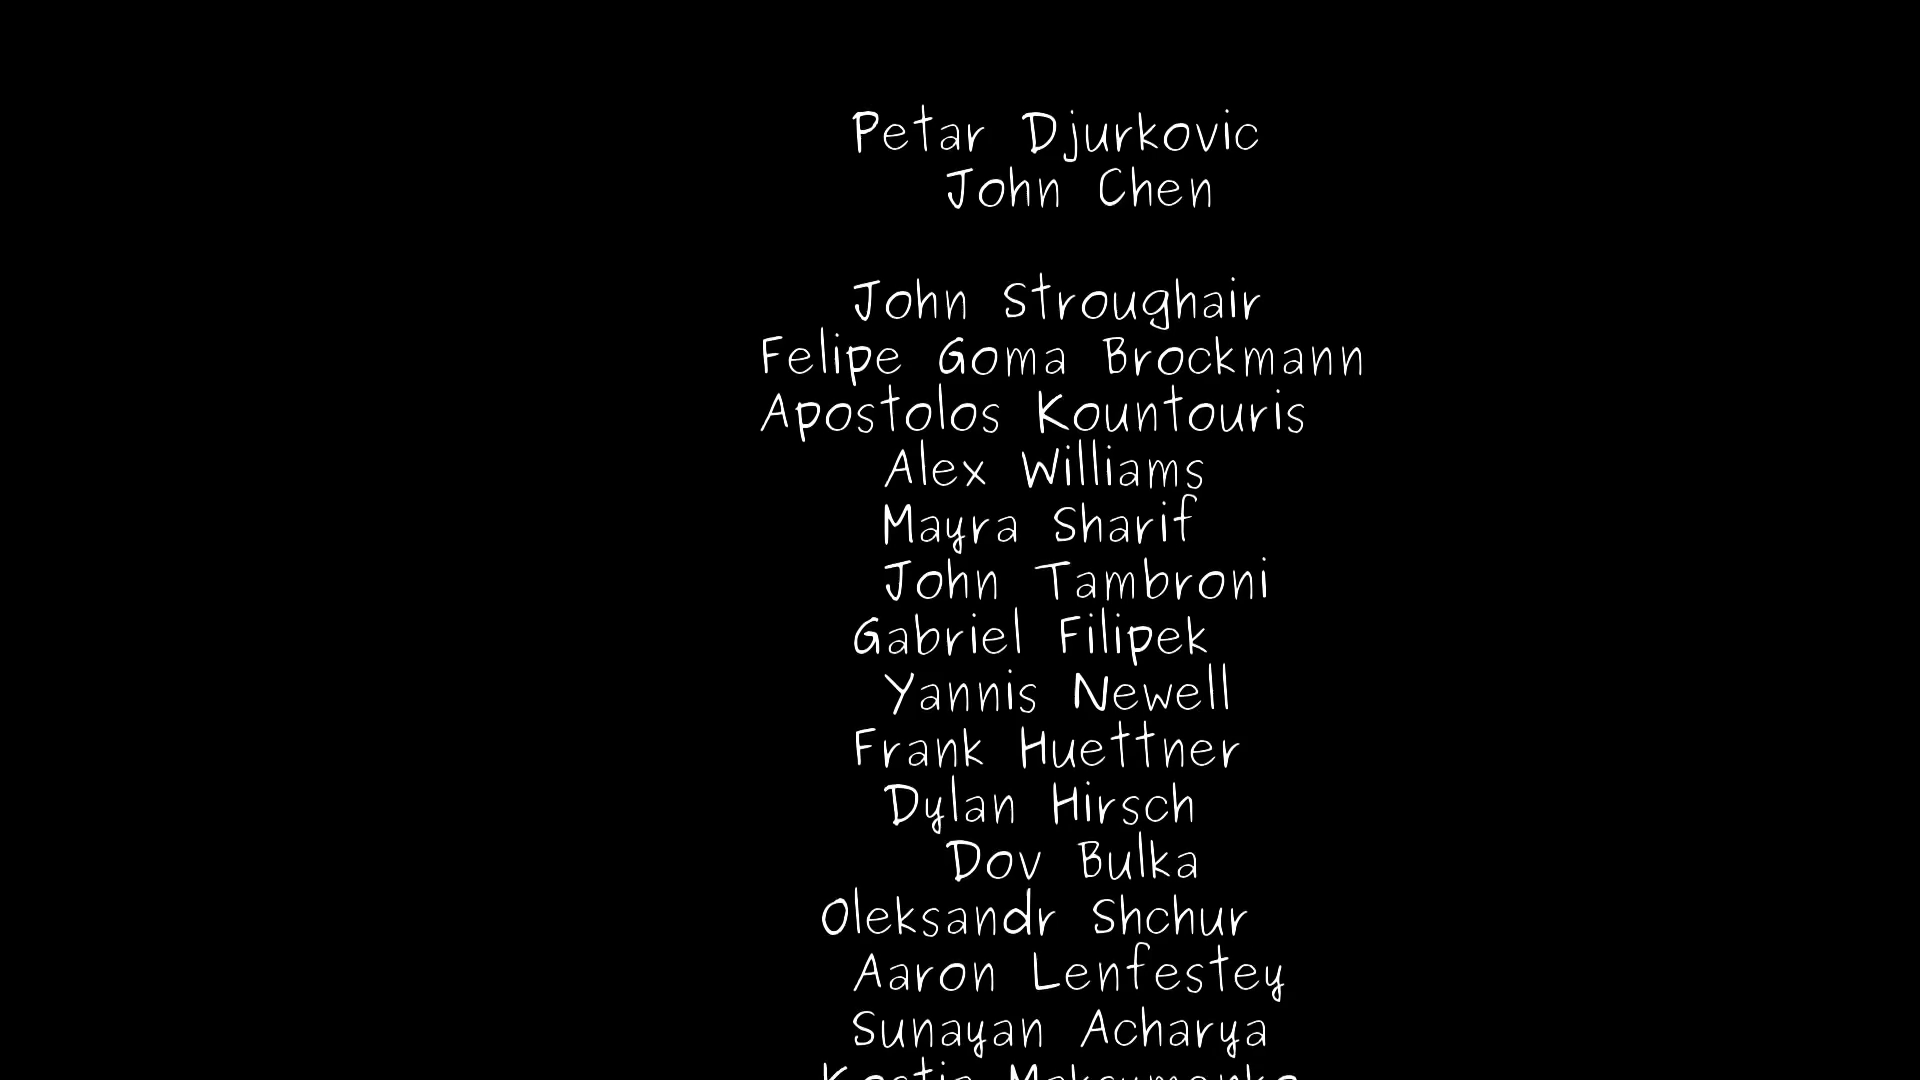 Petar Djurkovic
John Chen
John Stroughair
Felipe Goma Brockmann
Apostolos Kountouris
Alex Williams
Mayra Sharif
John Tambroni
Gabriel Filipek
Yannis Newell
Frank Huettner
Dylan Hirsch
Dov Bulka
Oleksandr Shchur
Aaron Lenfestey
Sunayan Acharya